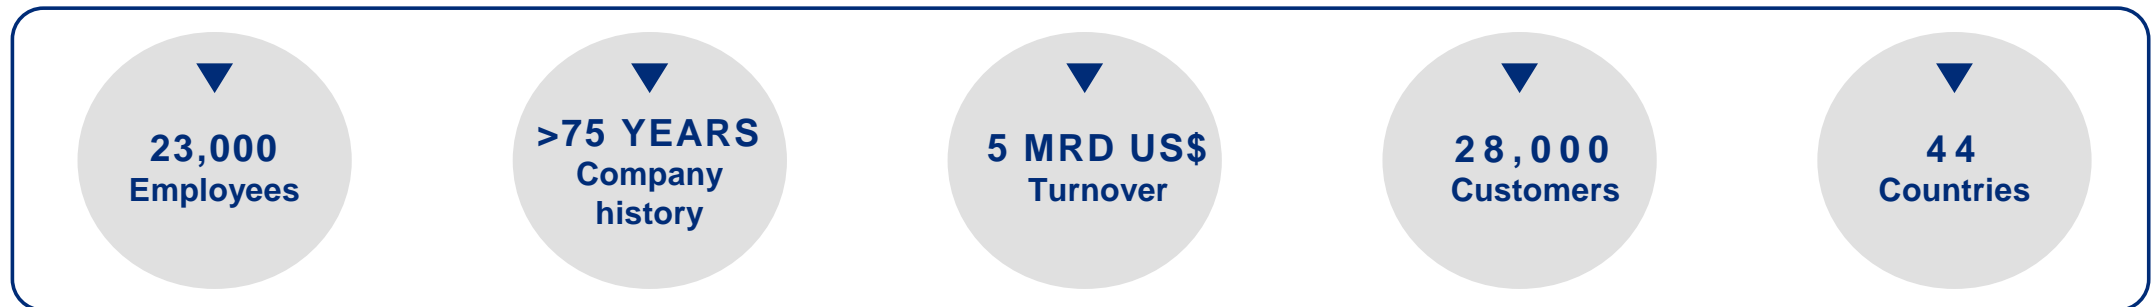 23,000
Employees
>75 YEARS
Company
history
5 MRD US$
Turnover
28,000
Customers
44
Countries